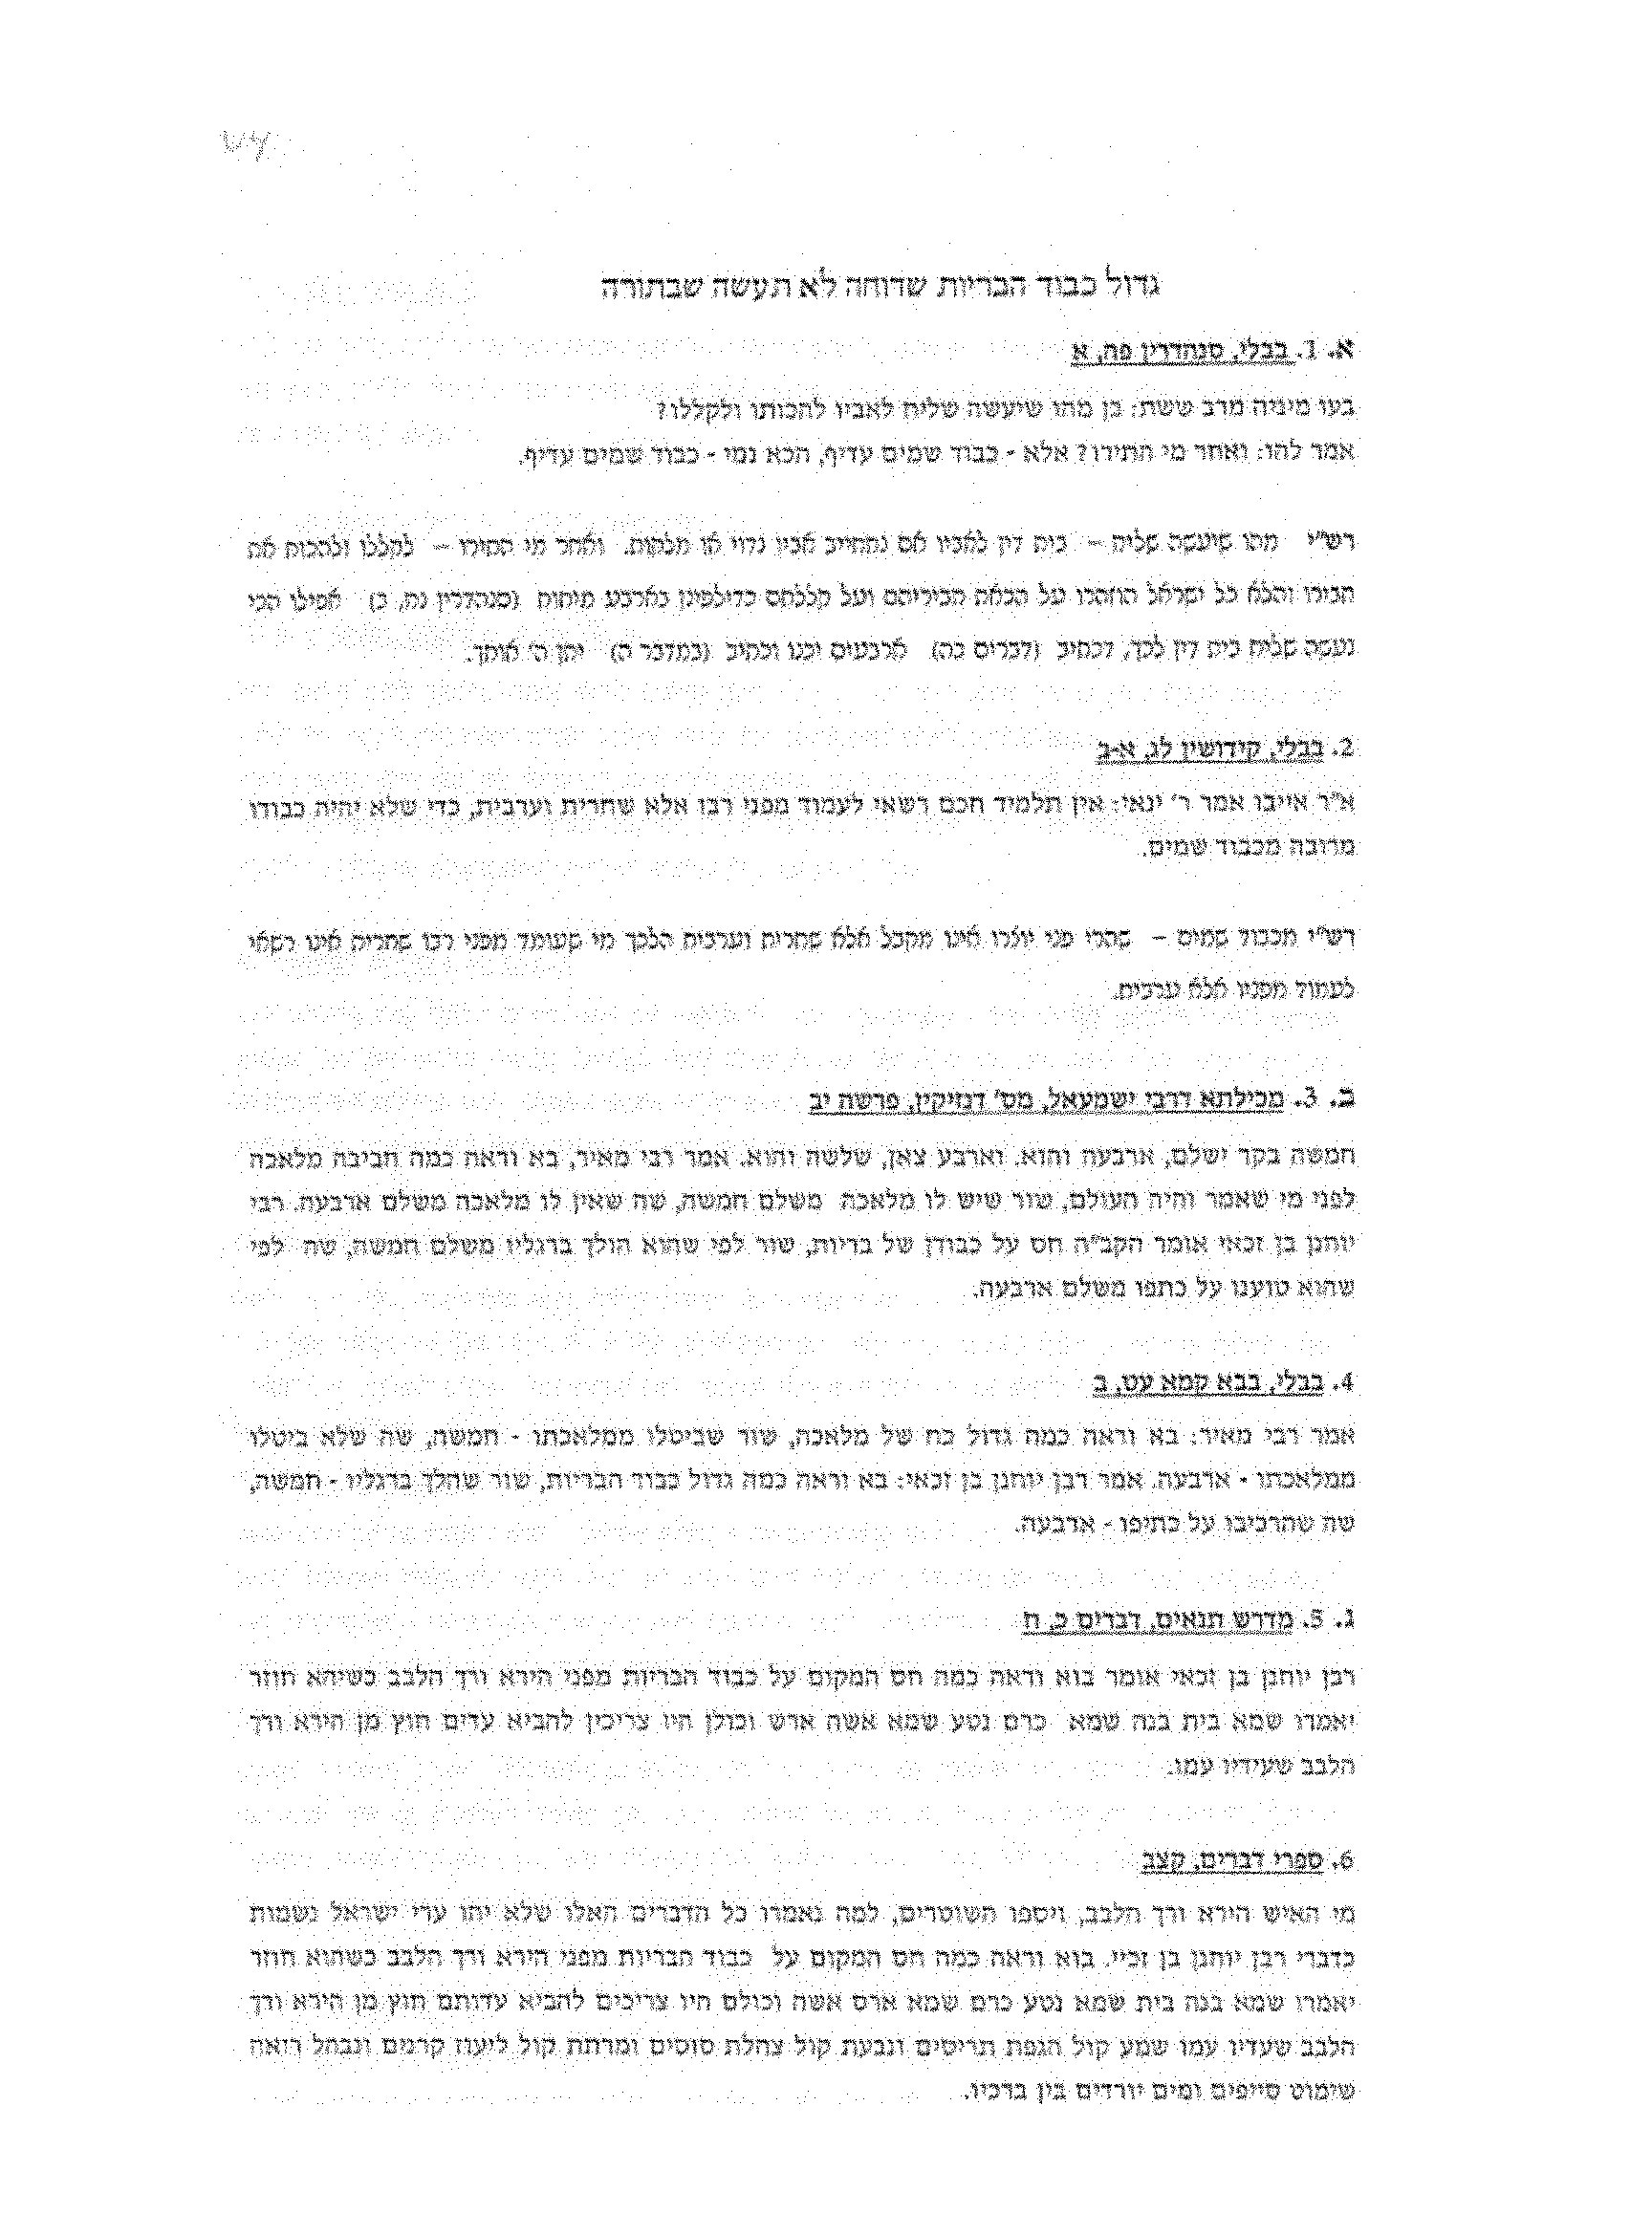 גדול כבוד הבריות שדוחה לא תעשה שבתורה
א. 1. בבלי, סנהדרין פה, א
בעו מיניה מרב ששת: בן מהו שיעשה שליח לאביו להכותו ולקללו?
אמר להו: ואחר מי התירו? אלא - כבוד שמים עדיף, הכא נמי - כבוד שמים עדיף.
רש"י מהו שיעשה שליח – בית דין לאביו אם נתחייב אביו נדוי או מלקות. ואחר מי התירו – לקללו ולהכות את
חבירו והלא כל ישראל הוזהרו על הכאת חביריהם ועל קללתם כדילפינן בארבע מיתות (סנהדרין נח, ב) אפילו הכי
נעשה שליח בית דין לכך, דכתיב (דברים כה) ארבעים יכנו וכתיב (במדבר ה) יתן ה' אותך.
2. בבלי, קידושין לג, א-ב
א"ר אייבו אמר ר' ינאי: אין תלמיד חכם רשאי לעמוד מפני רבו אלא שחרית וערבית, כדי שלא יהיה כבודו
מרובה מכבוד שמים.
רש"י מכבוד שמים – שהרי פני יוצרו אינו מקבל אלא שחרית וערבית הלכך מי שעומד מפני רבו שחרית אינו רשאי
לעמוד מפניו אלא ערבית.
ב. 3. מכילתא דרבי ישמעאל, מס' דנזיקין, פרשה יב
חמשה בקר ישלם, ארבעה והוא. וארבע צאן, שלשה והוא. אמר רבי מאיר, בא וראה כמה חביבה מלאכה
לפני מי שאמר והיה העולם, שור שיש לו מלאכה משלם חמשה, שה שאין לו מלאכה משלם ארבעה. רבי
יוחנן בן זכאי אומר הקב"ה חס על כבודן של בריות, שור לפי שהוא הולך ברגליו משלם חמשה, שה לפי
שהוא טוענו על כתפו משלם ארבעה.
4. בבלי, בבא קמא עט, ב
אמר רבי מאיר: בא וראה כמה גדול כח של מלאכה, שור שביטלו ממלאכתו - חמשה, שה שלא ביטלו
ממלאכתו - ארבעה. אמר רבן יוחנן בן זכאי: בא וראה כמה גדול כבוד הבריות, שור שהלך ברגליו - חמשה,
שה שהרכיבו על כתיפו - ארבעה.
ג. 5. מדרש תנאים, דברים כ, ח
רבן יוחנן בן זכאי אומר בוא וראה כמה חס המקום על כבוד הבריות מפני הירא ורך הלבב כשיהא חוזר
יאמרו שמא בית בנה שמא כרם נטע שמא אשה ארש וכולן היו צריכין להביא עדים חוץ מן הירא ורך
הלבב שעידיו עמו.
6. ספרי דברים, קצב
מי האיש הירא ורך הלבב, ויספו השוטרים, למה נאמרו כל הדברים האלו שלא יהו ערי ישראל נשמות
כדברי רבן יוחנן בן זכיי. בוא וראה כמה חס המקום על כבוד הבריות מפני הירא ורך הלבב כשהוא חוזר
יאמרו שמא בנה בית שמא נטע כרם שמא ארס אשה וכולם היו צריכים להביא עדותם חוץ מן הירא ורך
הלבב שעדיו עמו שמע קול הגפת תריסים ונבעת קול צהלת סוסים ומרתת קול ליעוז קרמים ונבהל רואה
שימוט סייפים ומים יורדים בין ברכיו.